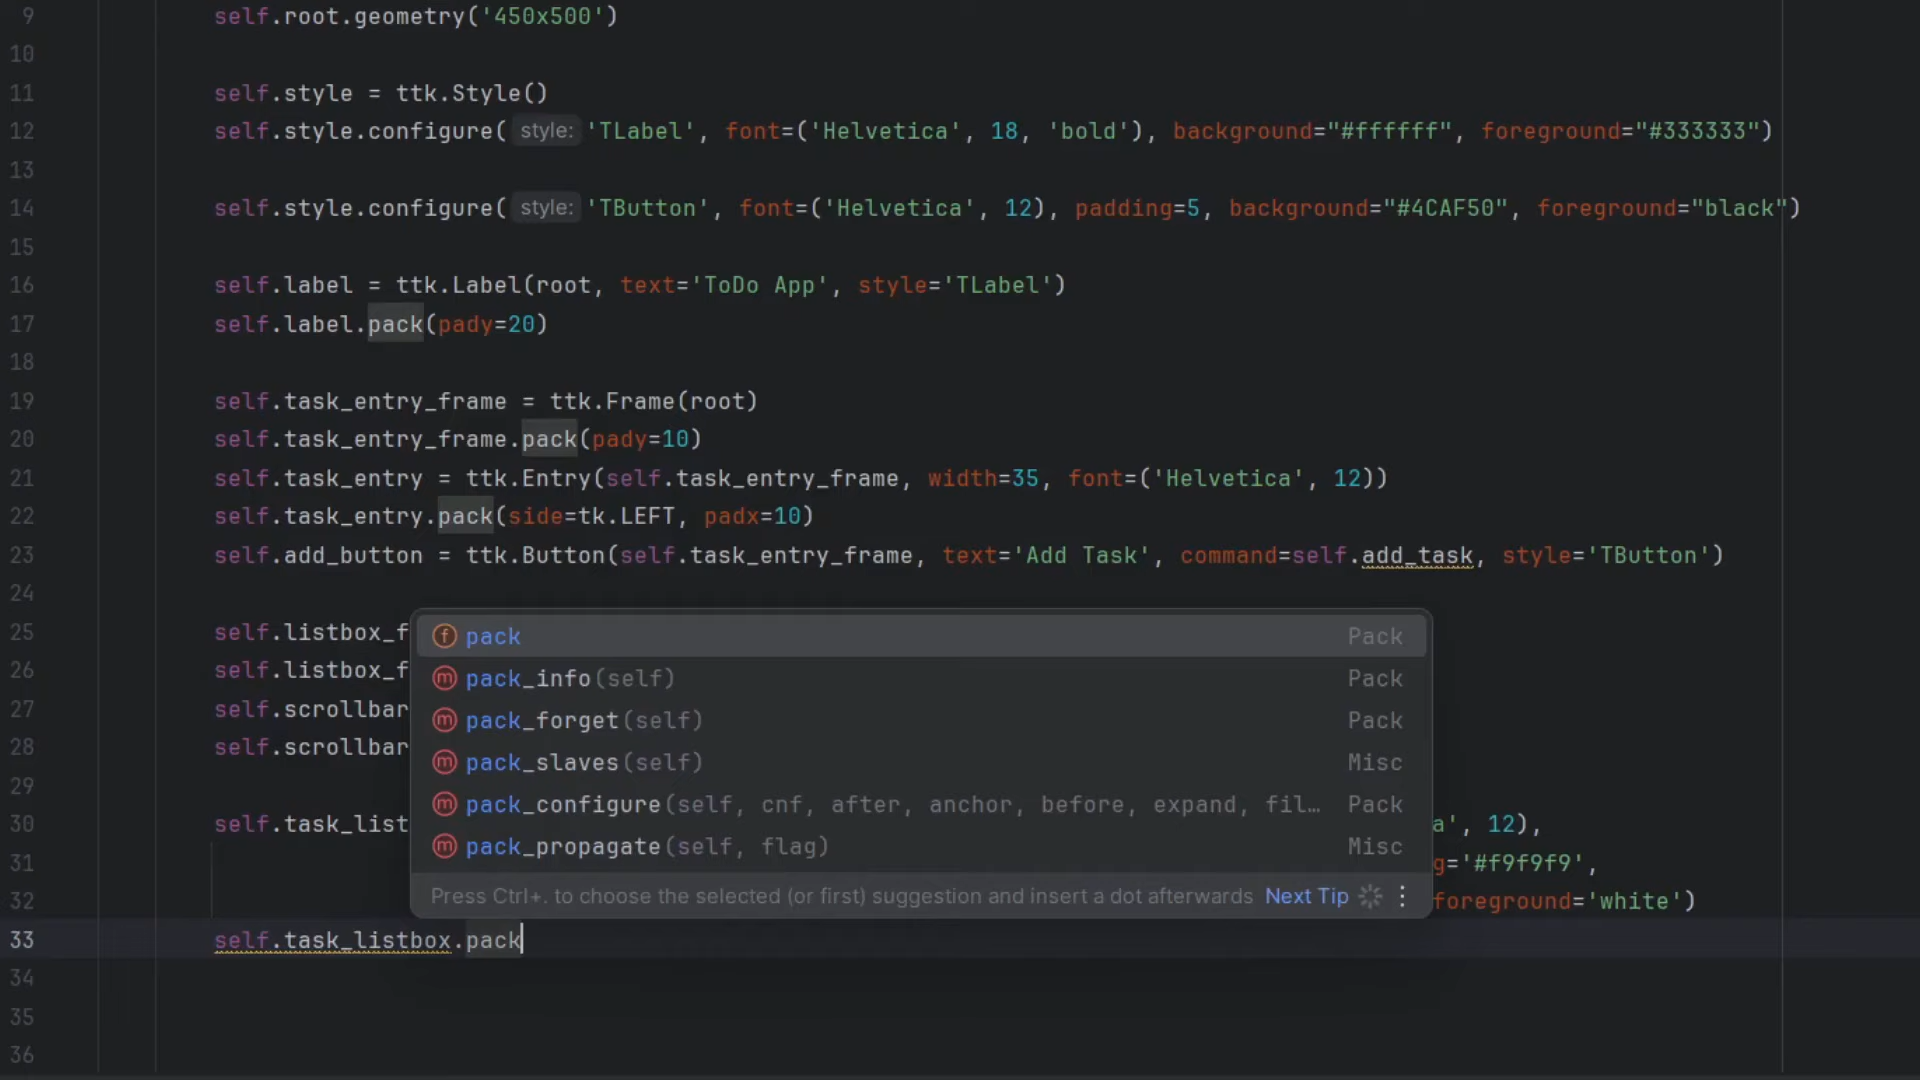 9 self.root.geometry('450x500')
10
11 self.style = ttk.Style()
12 self.style.configure( style: 'TLabel', font=('Helvetica', 18, 'bold'), background="#ffffff", foreground="#333333")
13
14 self.style.configure( style: 'TButton', font=('Helvetica', 12), padding=5, background="#4CAF50", foreground="black")
15
16 self.label = ttk.Label(root, text='ToDo App', style='TLabel')
17 self.label.pack(pady=20)
18
19 self.task_entry_frame = ttk.Frame(root)
20 self.task_entry_frame.pack(pady=10)
21 self.task_entry = ttk.Entry(self.task_entry_frame, width=35, font=('Helvetica', 12))
22 self.task_entry.pack(side=tk.LEFT, padx=10)
23 self.add_button = ttk.Button(self.task_entry_frame, text='Add Task', command=self.add_task, style='TButton')
24
25 self.listbox_f
26 self.listbox_f
27 self.scrollbar
28 self.scrollbar
29
30 self.task_list a', 12),
31 g='#f9f9f9',
32 foreground='white')
33 self.task_listbox.pack
34
35
36
f pack Pack
m pack_info(self) Pack
m pack_forget(self) Pack
m pack_slaves(self) Misc
m pack_configure(self, cnf, after, anchor, before, expand, fil… Pack
m pack_propagate(self, flag) Misc
Press Ctrl+. to choose the selected (or first) suggestion and insert a dot afterwards Next Tip